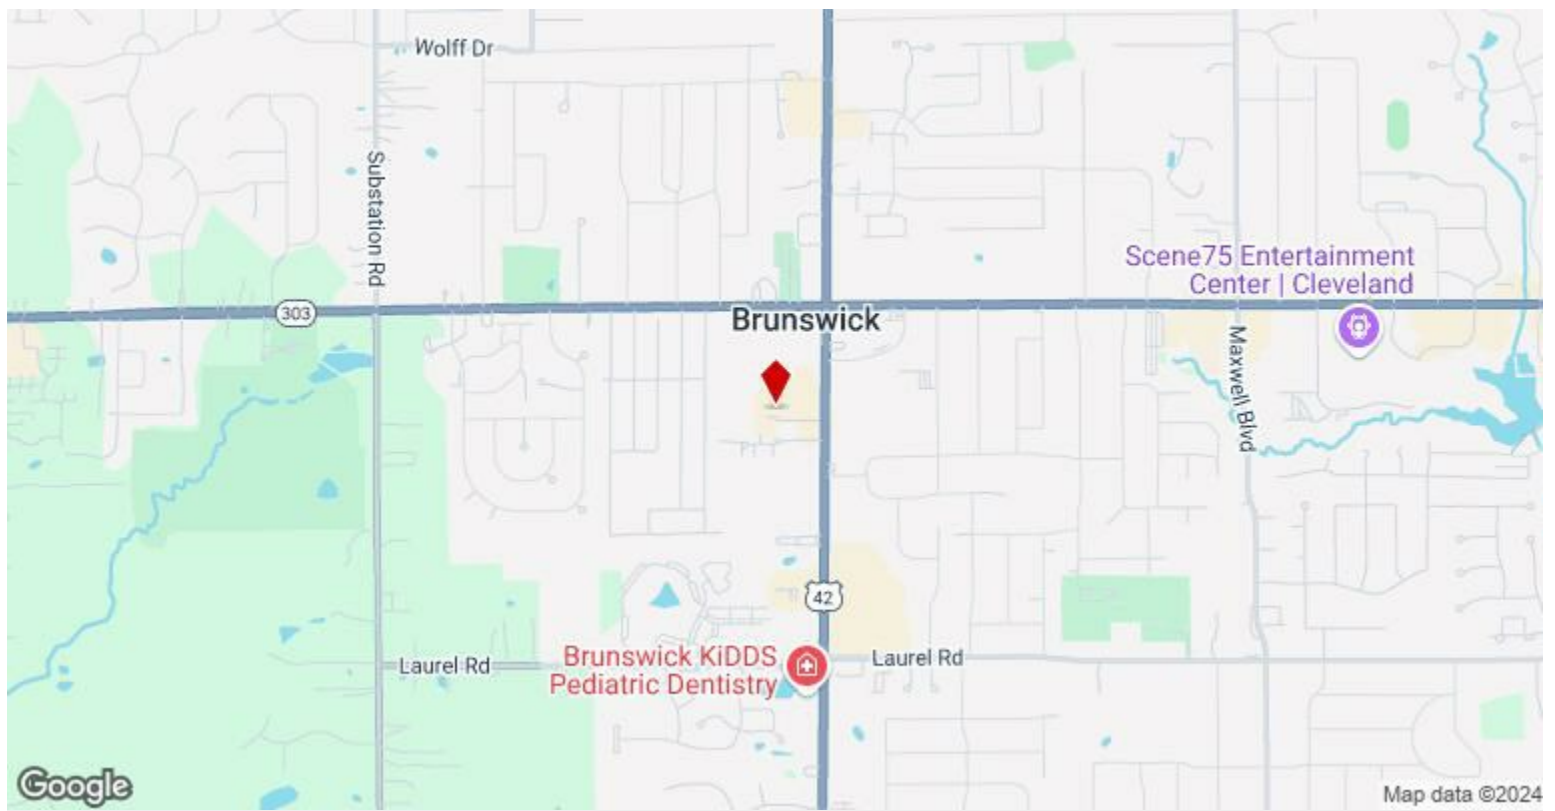 Wolff Dr
Substation Rd
Scene75 Entertainment
Center | Cleveland
303
Brunswick
Maxwell Blvd
42
Brunswick KiDDS
Pediatric Dentistry
Laurel Rd
Laurel Rd
Google
Map data ©2024